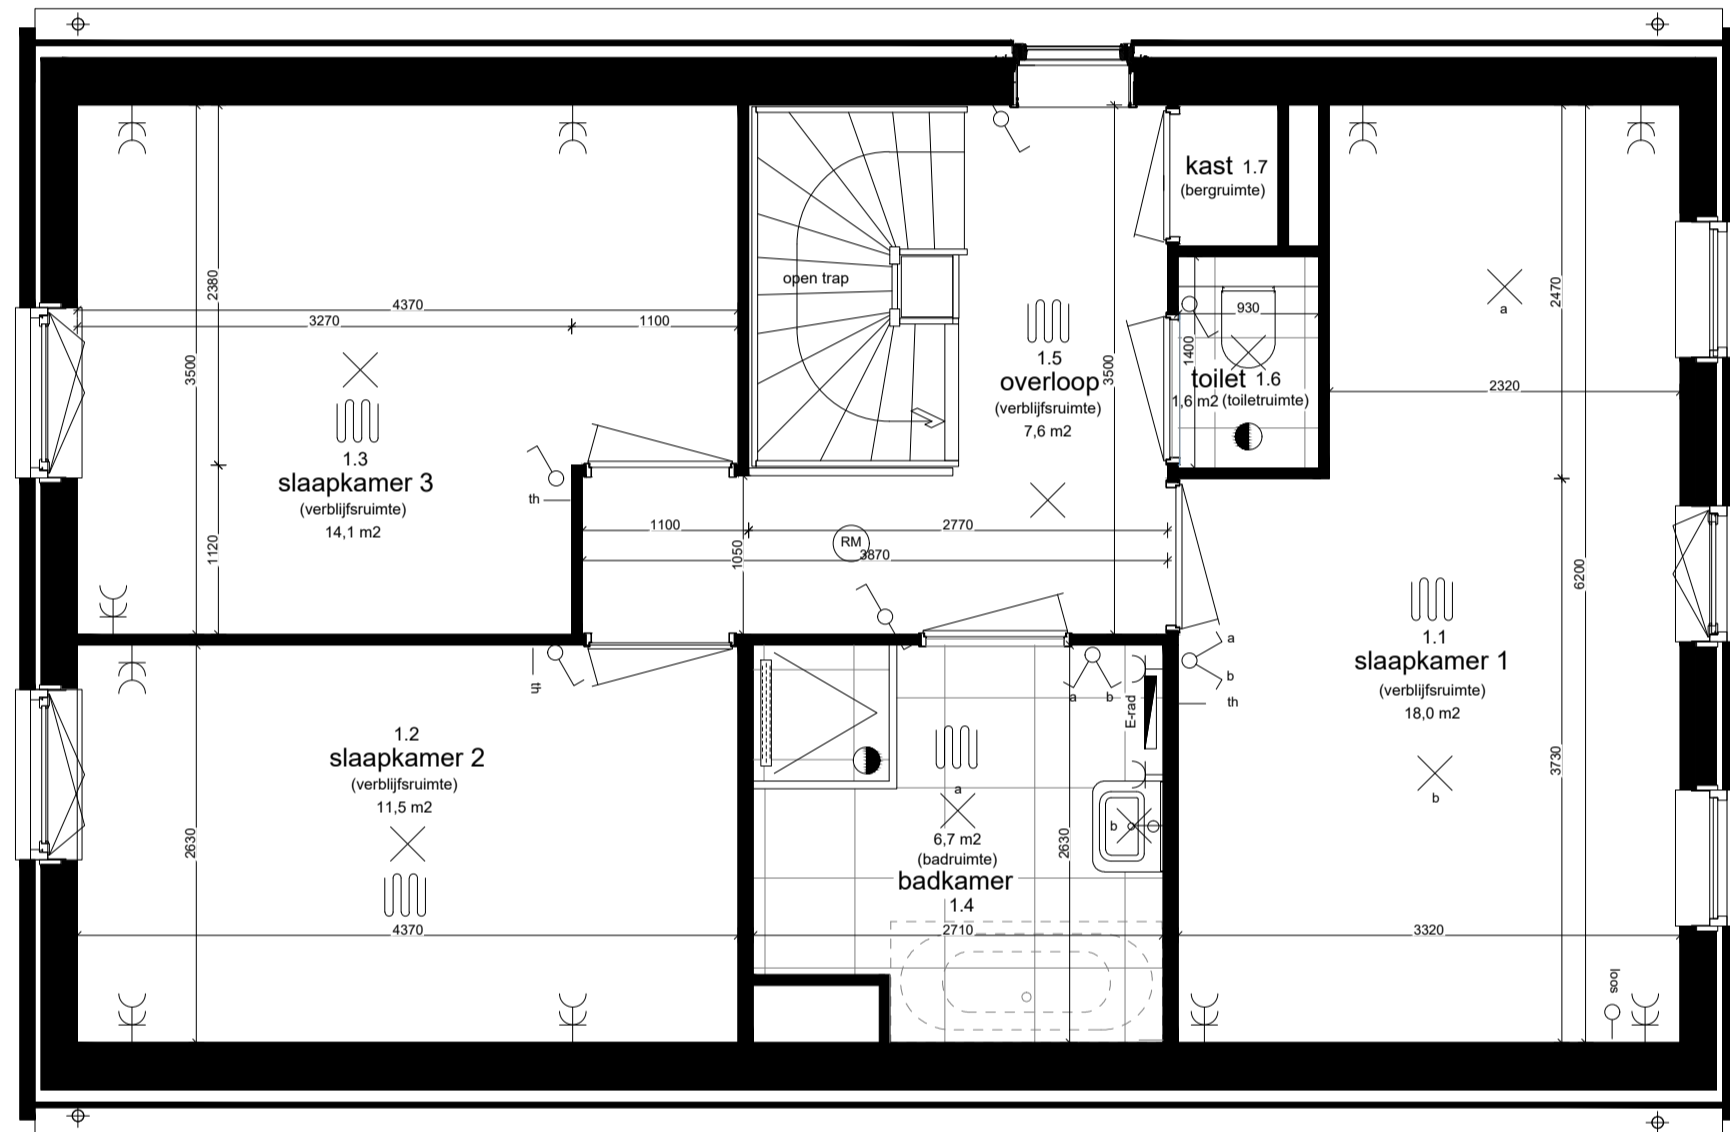 kast 1.7
(bergruimte)
open trap
2380
4370
3270
1100
3500
930
1400
2470
a
2320
1.5
overloop
(verblijfsruimte)
7,6 m2
3500
toilet 1.6
1,6 m2 (toiletruimte)
1.3
slaapkamer 3
(verblijfsruimte)
14,1 m2
th
1120
1100
2770
RM
3870
1050
6200
1.1
slaapkamer 1
(verblijfsruimte)
18,0 m2
a
b
th
th
a
b
E-rad
1.2
slaapkamer 2
(verblijfsruimte)
11,5 m2
2630
4370
a
6,7 m2
(badruimte)
badkamer
1.4
b
2630
2710
3730
b
3320
loos